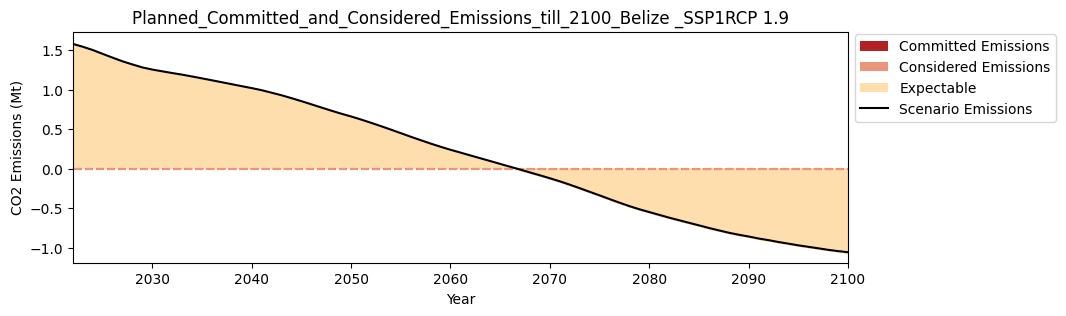 Planned_Committed_and_Considered_Emissions_till_2100_Belize _SSP1RCP 1.9
Committed Emissions
Considered Emissions
Expectable
Scenario Emissions
CO2 Emissions (Mt)
1.5
1.0
0.5
0.0
−0.5
−1.0
2030 2040 2050 2060 2070 2080 2090 2100
Year